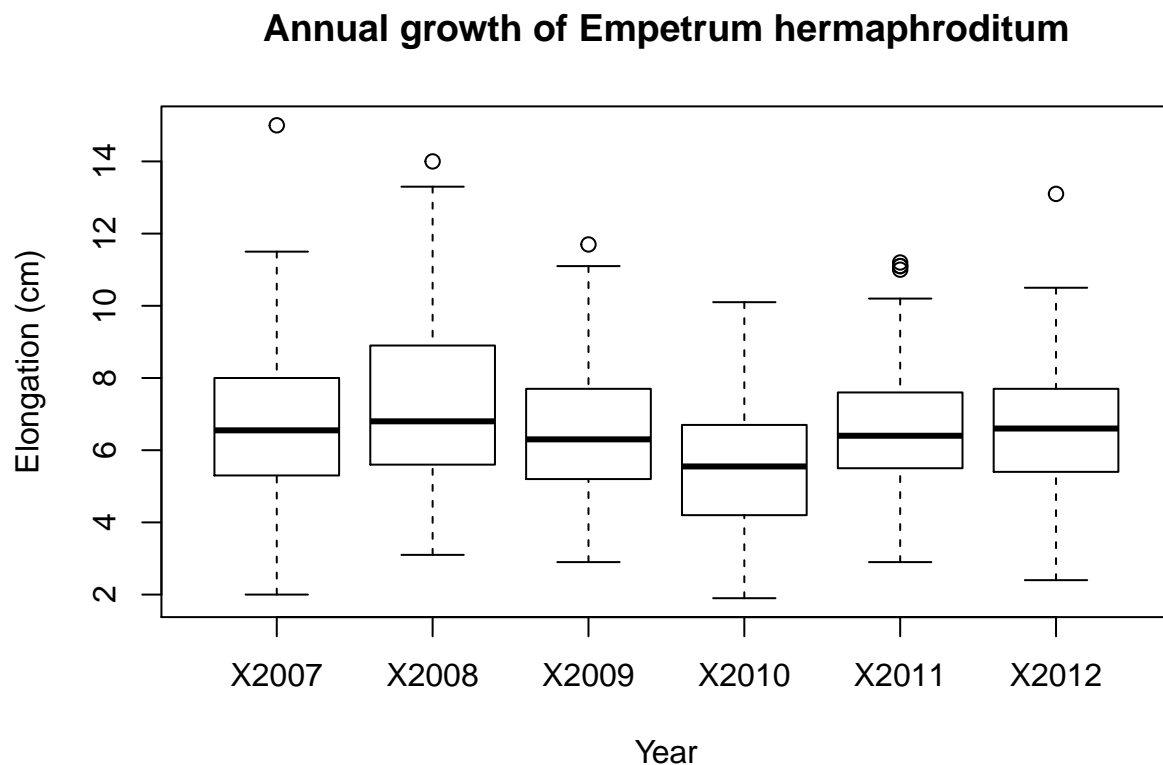 Annual growth of Empetrum hermaphroditum
Elongation (cm)
14
12
10
8
6
4
2
X2007 X2008 X2009 X2010 X2011 X2012
Year